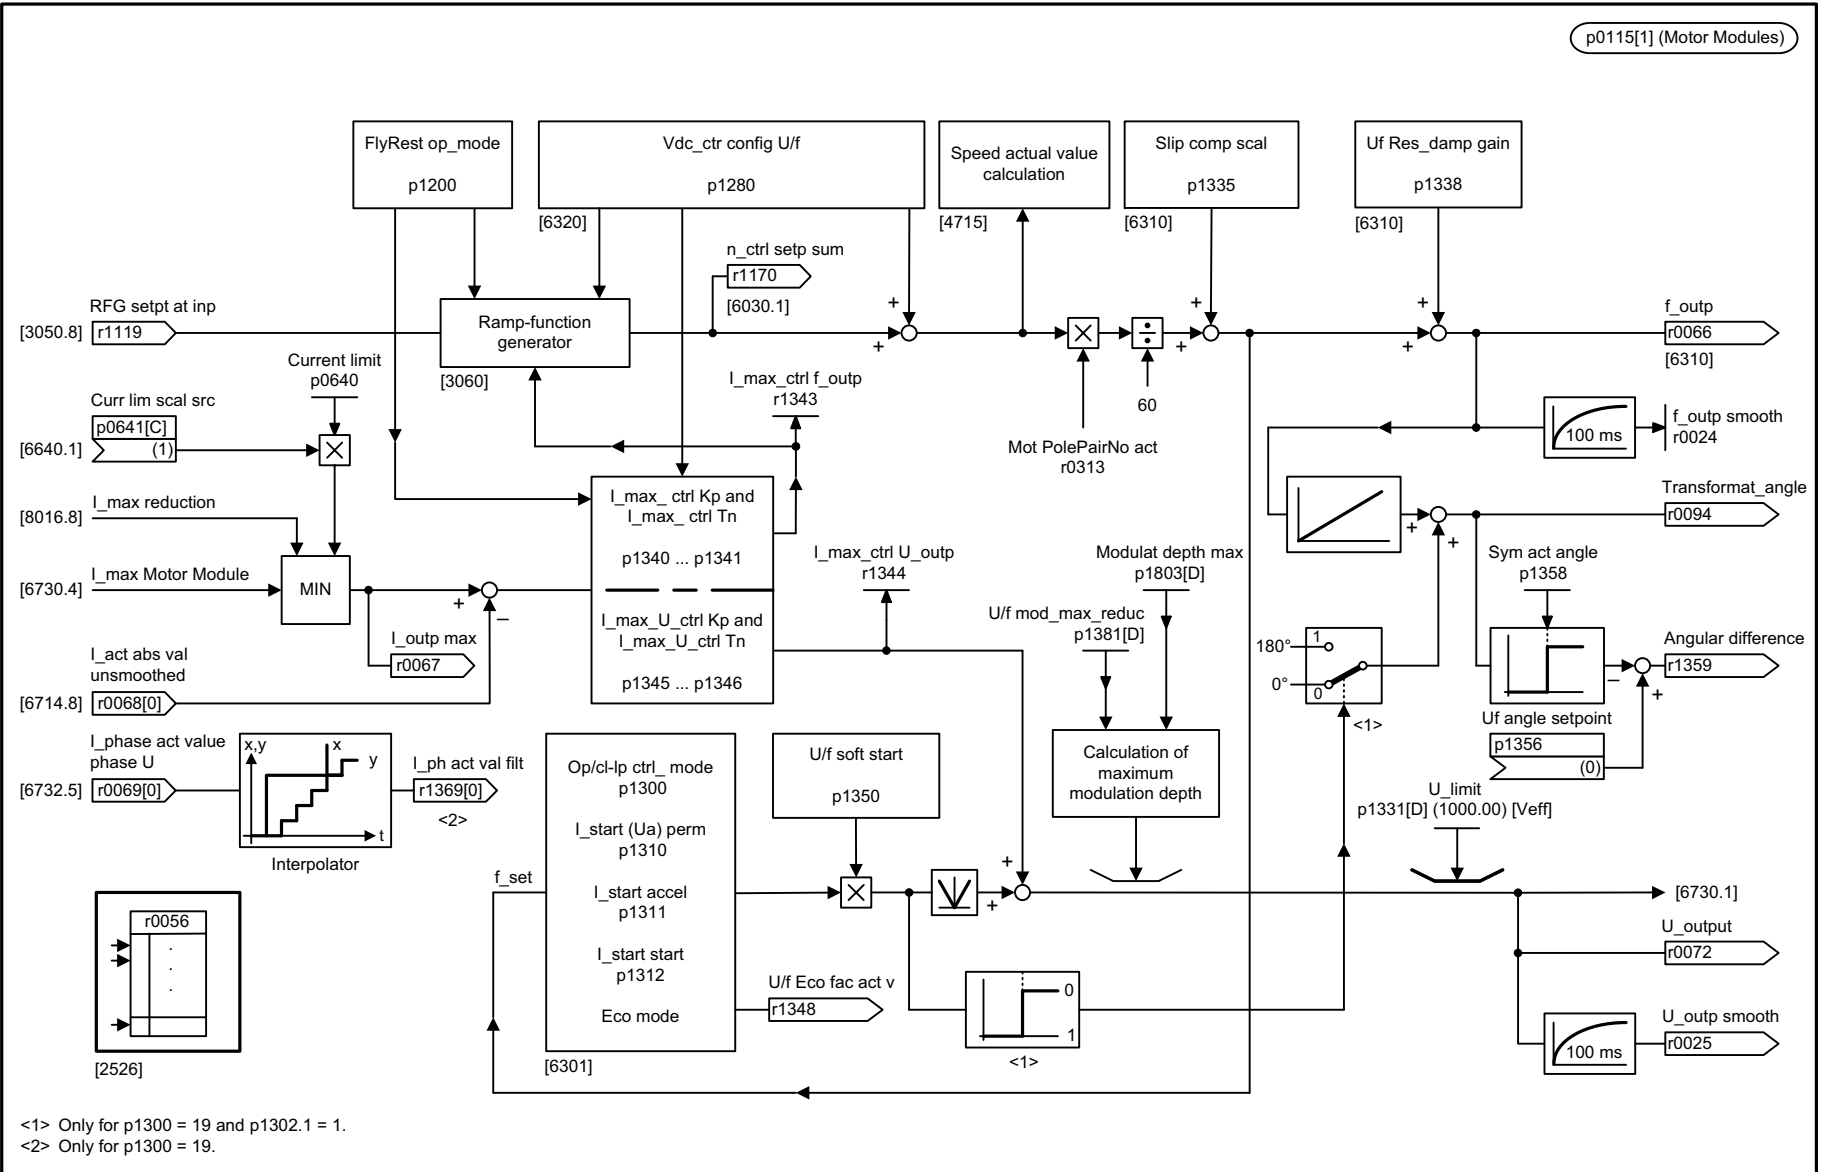 p0115[1] (Motor Modules)
FlyRest op_mode
p1200
Vdc_ctr config U/f
p1280
[6320]
Speed actual value
calculation
[4715]
Slip comp scal
p1335
[6310]
Uf Res_damp gain
p1338
[6310]
n_ctrl setp sum
r1170
[6030.1]
RFG setpt at inp
[3050.8]
r1119
Ramp-function
generator
[3060]
+
+
+
+
+
+
60
Mot PolePairNo act
r0313
f_outp
r0066
[6310]
Current limit
p0640
Curr lim scal src
p0641[C]
[6640.1]
(1)
I_max_ctrl f_outp
r1343
100 ms
f_outp smooth
r0024
I_max reduction
[8016.8]
I_max Motor Module
[6730.4]
MIN
+
–
I_outp max
r0067
I_act abs val
unsmoothed
[6714.8]
r0068[0]
I_max_ ctrl Kp and
I_max_ ctrl Tn
p1340 ... p1341
I_max_U_ctrl Kp and
I_max_U_ctrl Tn
p1345 ... p1346
I_max_ctrl U_outp
r1344
Modulat depth max
p1803[D]
U/f mod_max_reduc
p1381[D]
Transformat_angle
r0094
+
+
Sym act angle
p1358
180°
1
0°
0
<1>
Angular difference
r1359
–
+
Uf angle setpoint
p1356
(0)
I_phase act value
phase U
[6732.5]
r0069[0]
x,y
x
y
t
Interpolator
I_ph act val filt
r1369[0]
<2>
Op/cl-lp ctrl_ mode
p1300
I_start (Ua) perm
p1310
I_start accel
p1311
I_start start
p1312
Eco mode
[6301]
f_set
U/f soft start
p1350
Calculation of
maximum
modulation depth
U_limit
p1331[D] (1000.00) [Veff]
+
+
[6730.1]
U_output
r0072
U/f Eco fac act v
r1348
0
1
<1>
100 ms
U_outp smooth
r0025
r0056
.
.
.
[2526]
<1> Only for p1300 = 19 and p1302.1 = 1.
<2> Only for p1300 = 19.